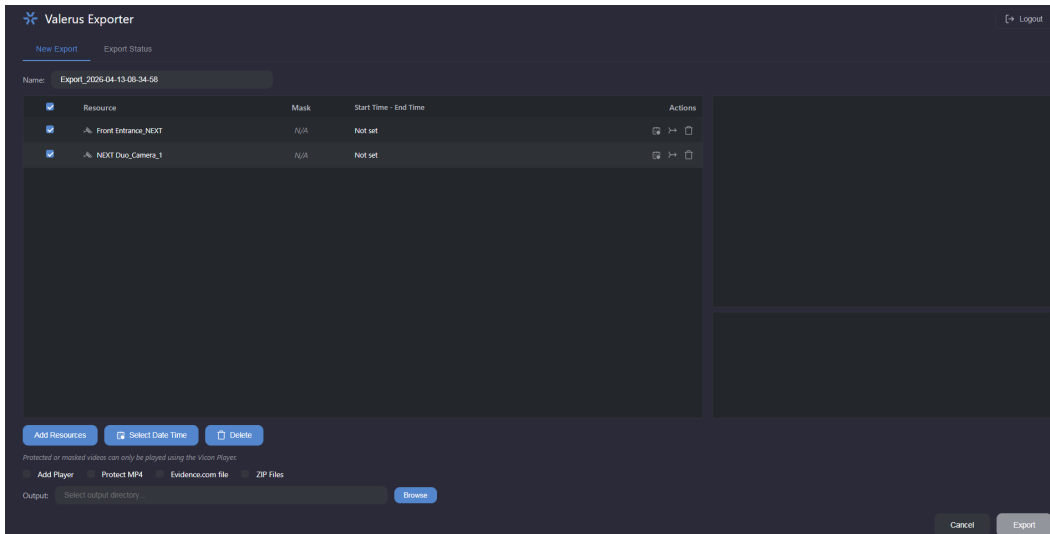 Valerus Exporter
Logout
New Export
Export Status
Name: Export_2026-04-13-08-34-58
Resource Mask Start Time - End Time Actions
Front Entrance_NEXT N/A Not set
NEXT Duo_Camera_1 N/A Not set
Add Resources Select Date Time Delete
Protected or masked videos can only be played using the Vicon Player.
Add Player Protect MP4 Evidence.com file ZIP Files
Output: Select output directory... Browse
Cancel Export